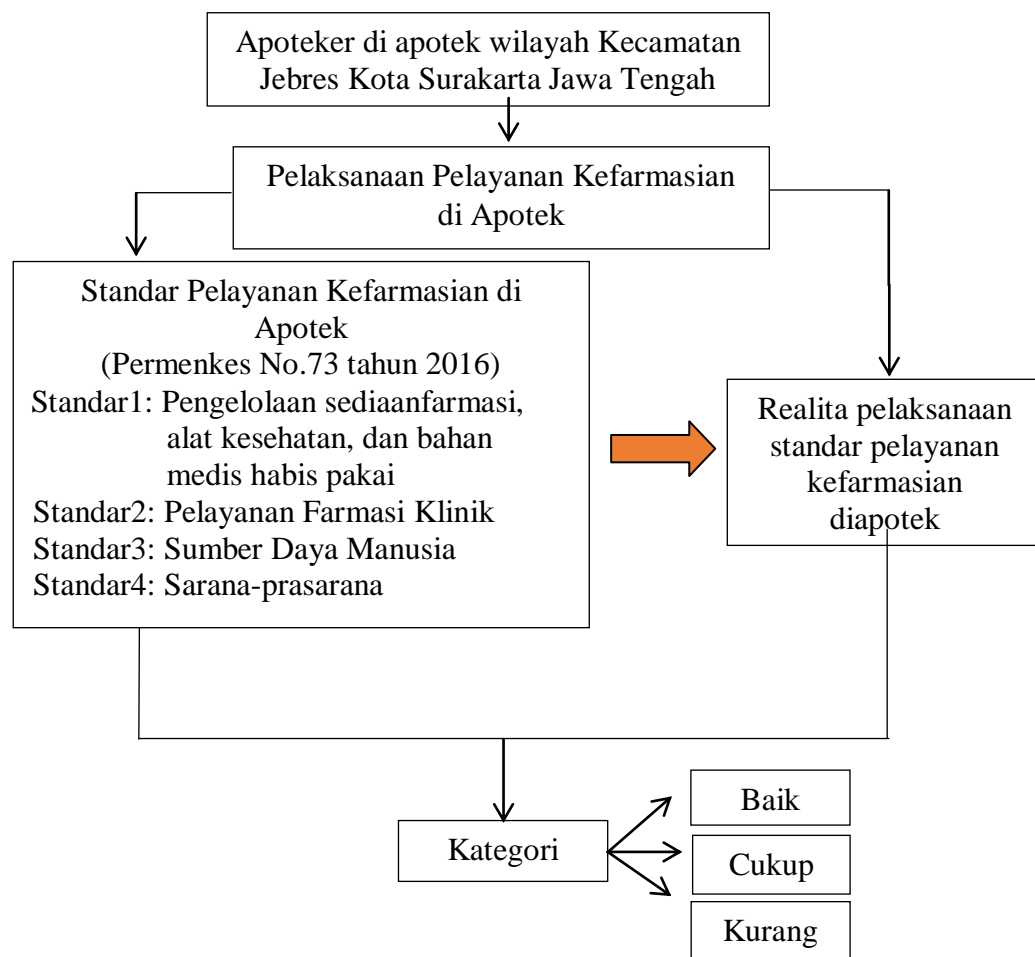 Apoteker di apotek wilayah Kecamatan
Jebres Kota Surakarta Jawa Tengah
Pelaksanaan Pelayanan Kefarmasian
di Apotek
Standar Pelayanan Kefarmasian di
Apotek
(Permenkes No.73 tahun 2016)
Standar1: Pengelolaan sediaanfarmasi,
alat kesehatan, dan bahan
medis habis pakai
Standar2: Pelayanan Farmasi Klinik
Standar3: Sumber Daya Manusia
Standar4: Sarana-prasarana
Realita pelaksanaan
standar pelayanan
kefarmasian
diapotek
Kategori
Baik
Cukup
Kurang